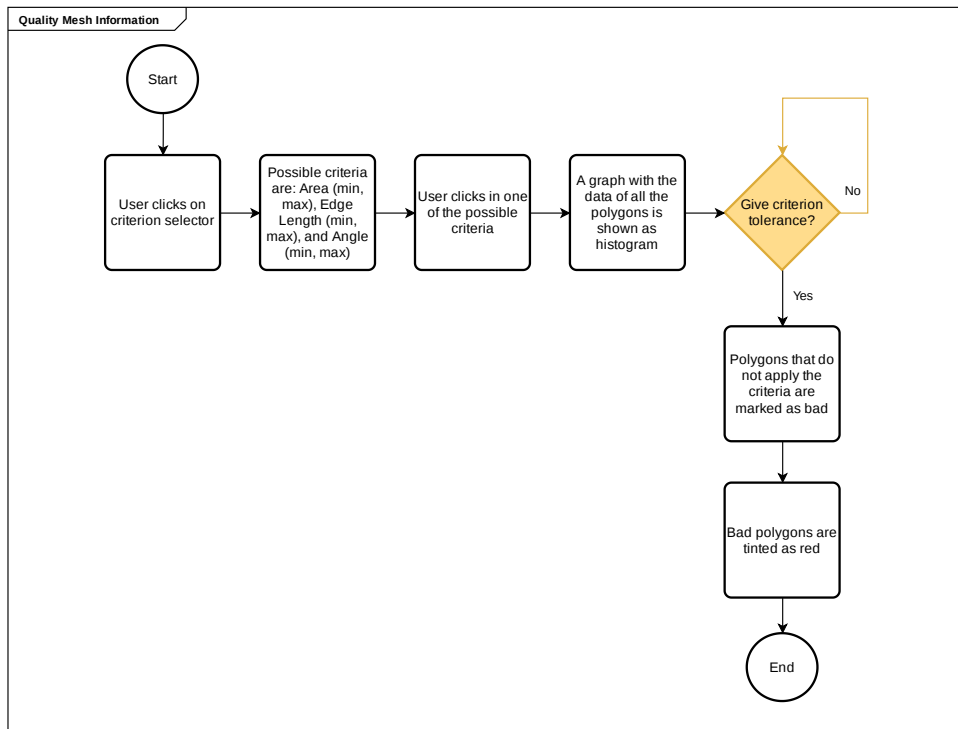 Quality Mesh Information
Start
User clicks on
criterion selector
Possible criteria
are: Area (min,
max), Edge
Length (min,
max), and Angle
(min, max)
User clicks in one
of the possible
criteria
A graph with the
data of all the
polygons is
shown as
histogram
Give criterion
tolerance?
No
Yes
Polygons that do
not apply the
criteria are
marked as bad
Bad polygons are
tinted as red
End